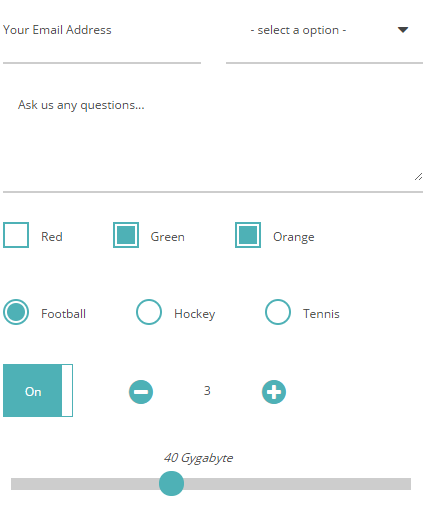 Your Email Address - select a option -
Ask us any questions...
Red Green Orange
Football Hockey Tennis
On 3
40 Gygabyte